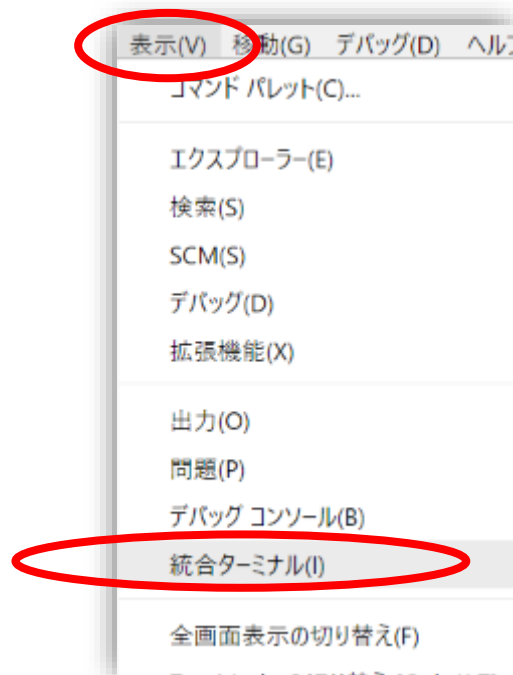 表示(V) 移動(G) デバッグ(D)
コマンド パレット(C)...
エクスプローラー(E)
検索(S)
SCM(S)
デバッグ(D)
拡張機能(X)
出力(O)
問題(P)
デバッグ コンソール(B)
統合ターミナル(I)
全画面表示の切り替え(F)